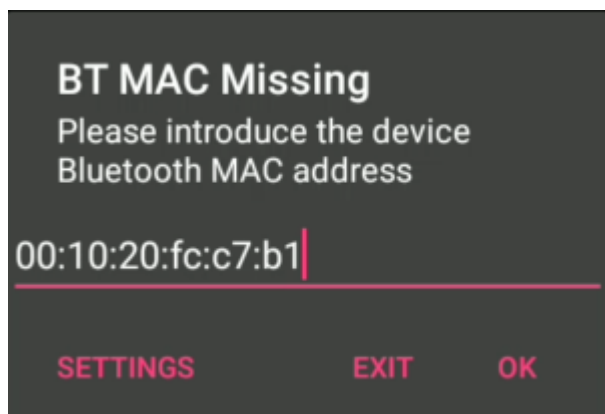 BT MAC Missing
Please introduce the device
Bluetooth MAC address
00:10:20:fc:c7:b1
SETTINGS EXIT OK